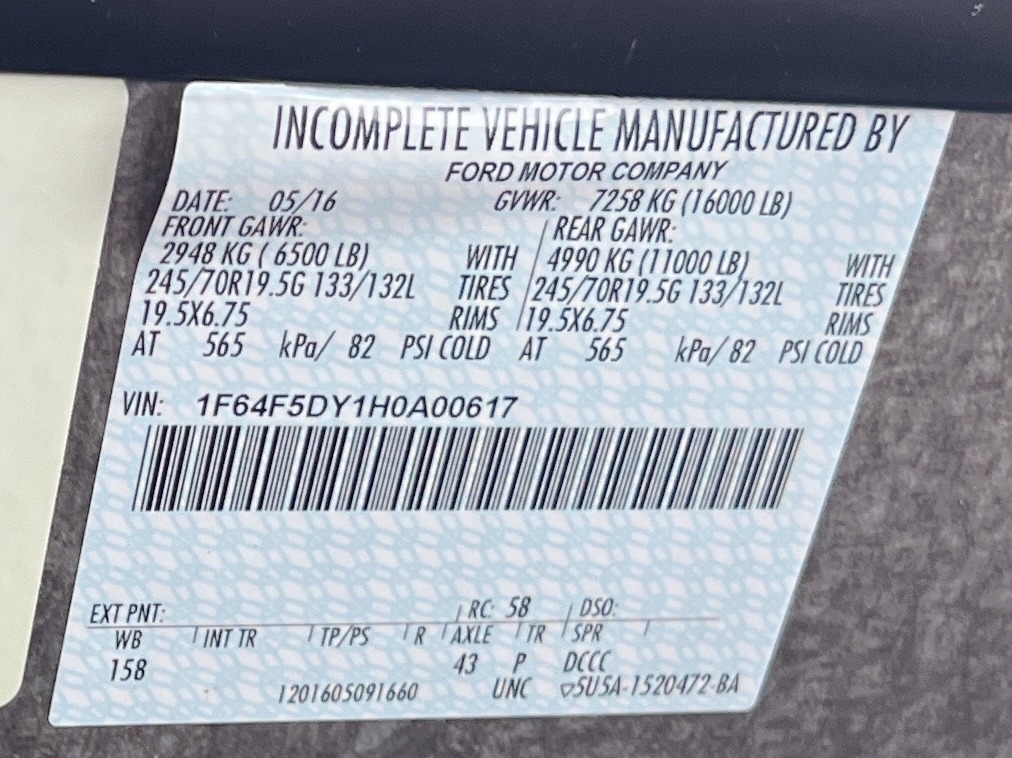 INCOMPLETE VEHICLE MANUFACTURED BY
FORD MOTOR COMPANY
DATE: 05/16 GVWR: 7258 KG (16000 LB)
FRONT GAWR: REAR GAWR:
2948 KG ( 6500 LB) WITH 4990 KG (11000 LB) WITH
245/70R19.5G 133/132L TIRES 245/70R19.5G 133/132L TIRES
19.5X6.75 RIMS 19.5X6.75 RIMS
AT 565 kPa/ 82 PSI COLD AT 565 kPa/ 82 PSI COLD
VIN: 1F64F5DY1H0A00617
EXT PNT: RC: 58 DSO:
WB INT TR TP/PS R AXLE TR SPR
158 43 P DCCC
1201605091660 UNC ▽5U5A-1520472-BA